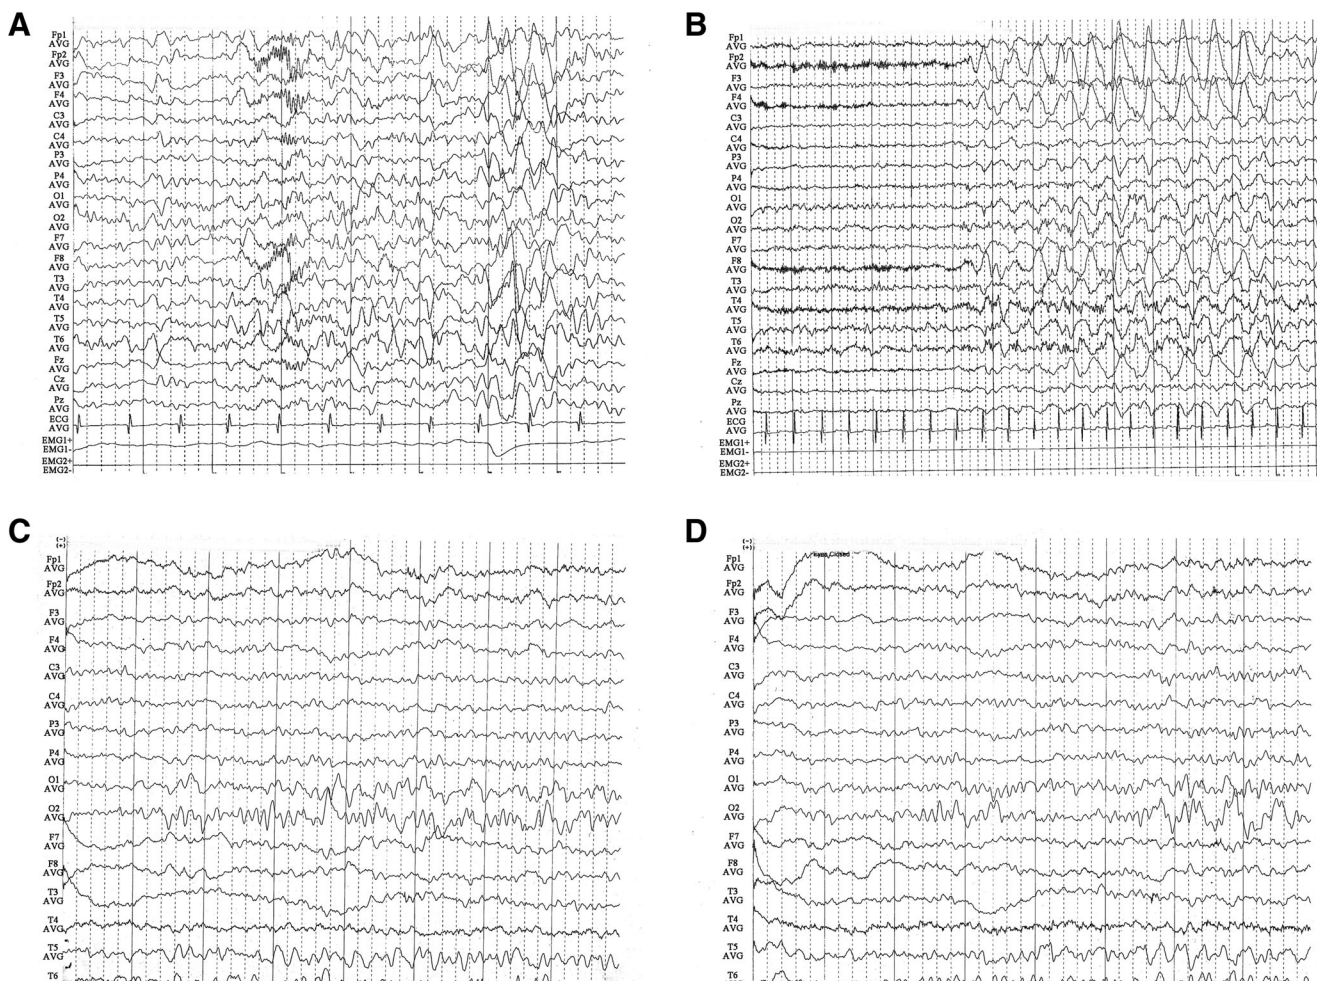 A
Fp1
AVG
Fp2
AVG
F3
AVG
F4
AVG
C3
AVG
C4
AVG
P3
AVG
P4
AVG
O1
AVG
O2
AVG
F7
AVG
F8
AVG
T3
AVG
T4
AVG
T5
AVG
T6
AVG
Fz
AVG
Cz
AVG
Pz
AVG
ECG
AVG
EMG1+
EMG1-
EMG2+
EMG2-
B
Fp1
AVG
Fp2
AVG
F3
AVG
F4
AVG
C3
AVG
C4
AVG
P3
AVG
P4
AVG
O1
AVG
O2
AVG
F7
AVG
F8
AVG
T3
AVG
T4
AVG
T5
AVG
T6
AVG
Fz
AVG
Cz
AVG
Pz
AVG
ECG
AVG
EMG1+
EMG1-
EMG2+
EMG2-
C
(-)
(+)
Fp1
AVG
Fp2
AVG
F3
AVG
F4
AVG
C3
AVG
C4
AVG
P3
AVG
P4
AVG
O1
AVG
O2
AVG
F7
AVG
F8
AVG
T3
AVG
T4
AVG
T5
AVG
T6
D
(-)
(+)
Eyes Closed
Fp1
AVG
Fp2
AVG
F3
AVG
F4
AVG
C3
AVG
C4
AVG
P3
AVG
P4
AVG
O1
AVG
O2
AVG
F7
AVG
F8
AVG
T3
AVG
T4
AVG
T5
AVG
T6